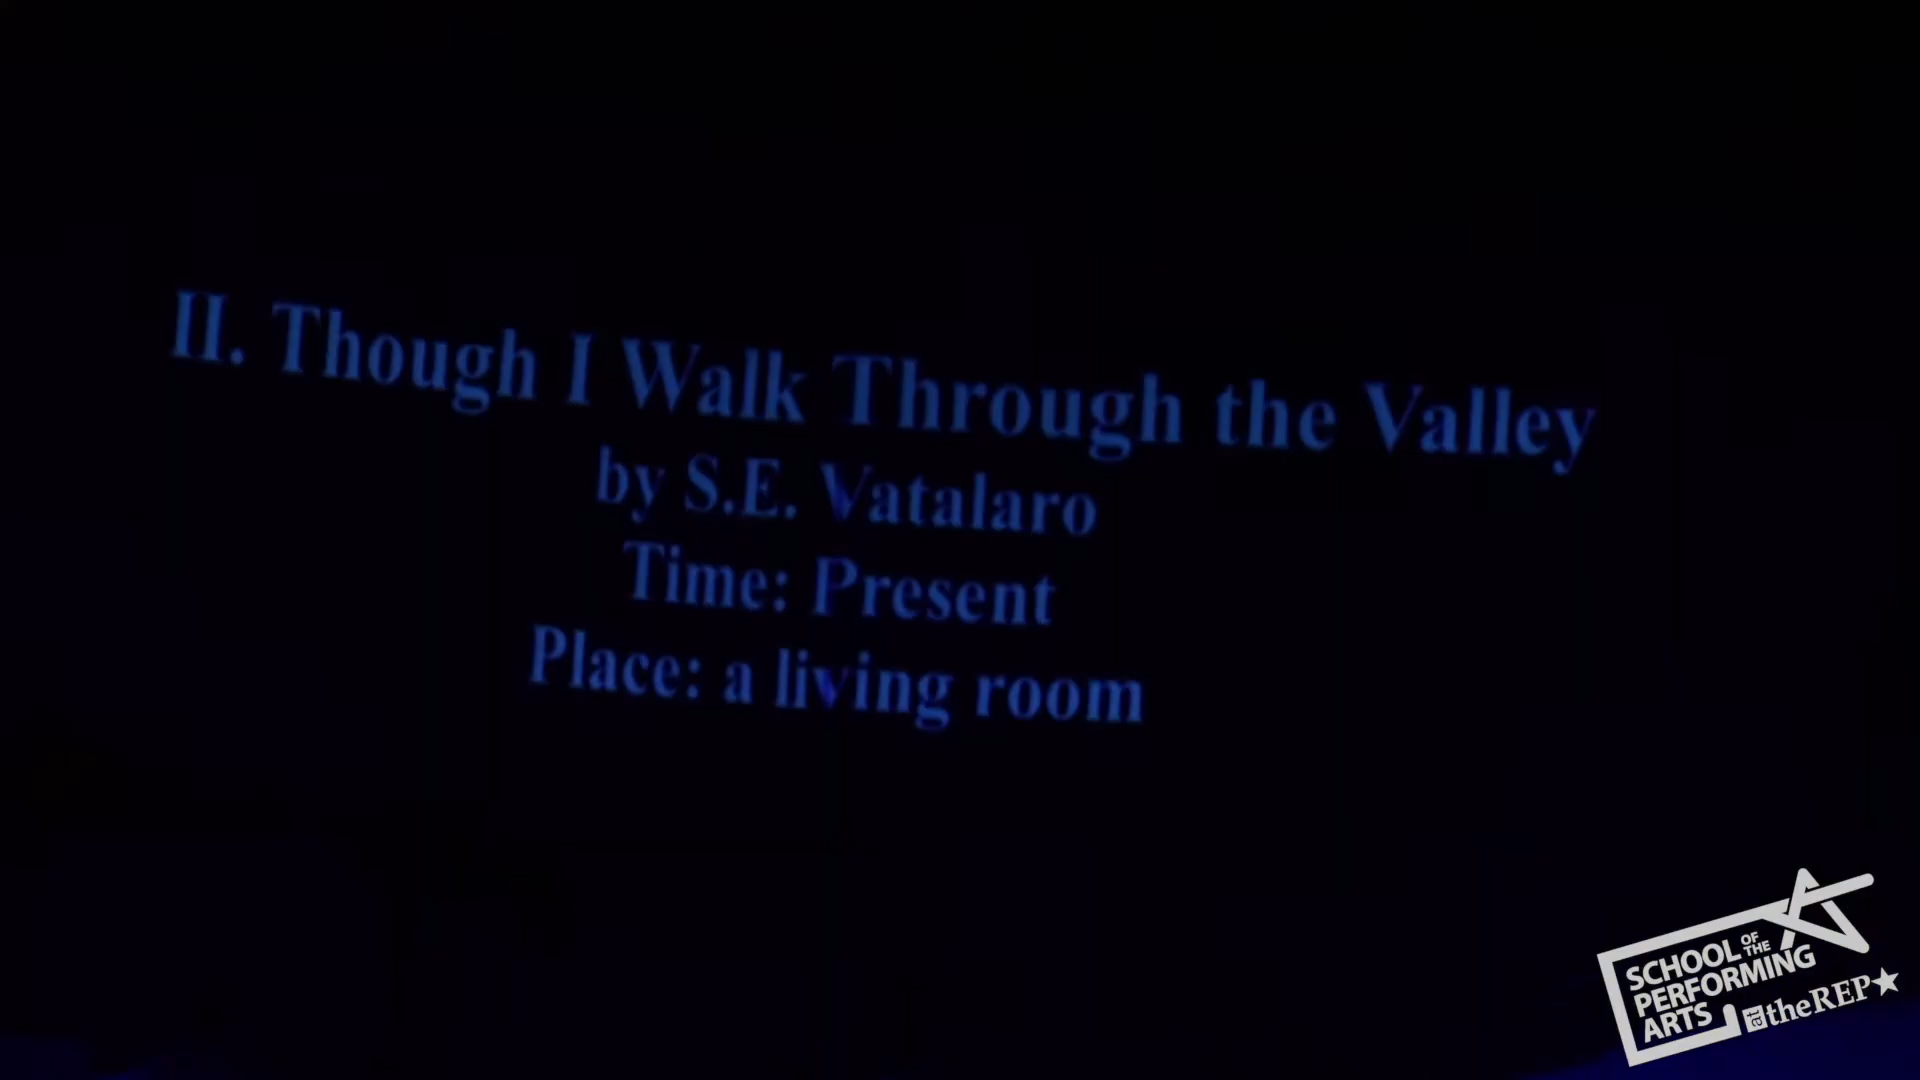 II. Though I Walk Through the Valley
by S.E. Vatalaro
Time: Present
Place: a living room
SCHOOL OF THE
PERFORMING
ARTS at theREP